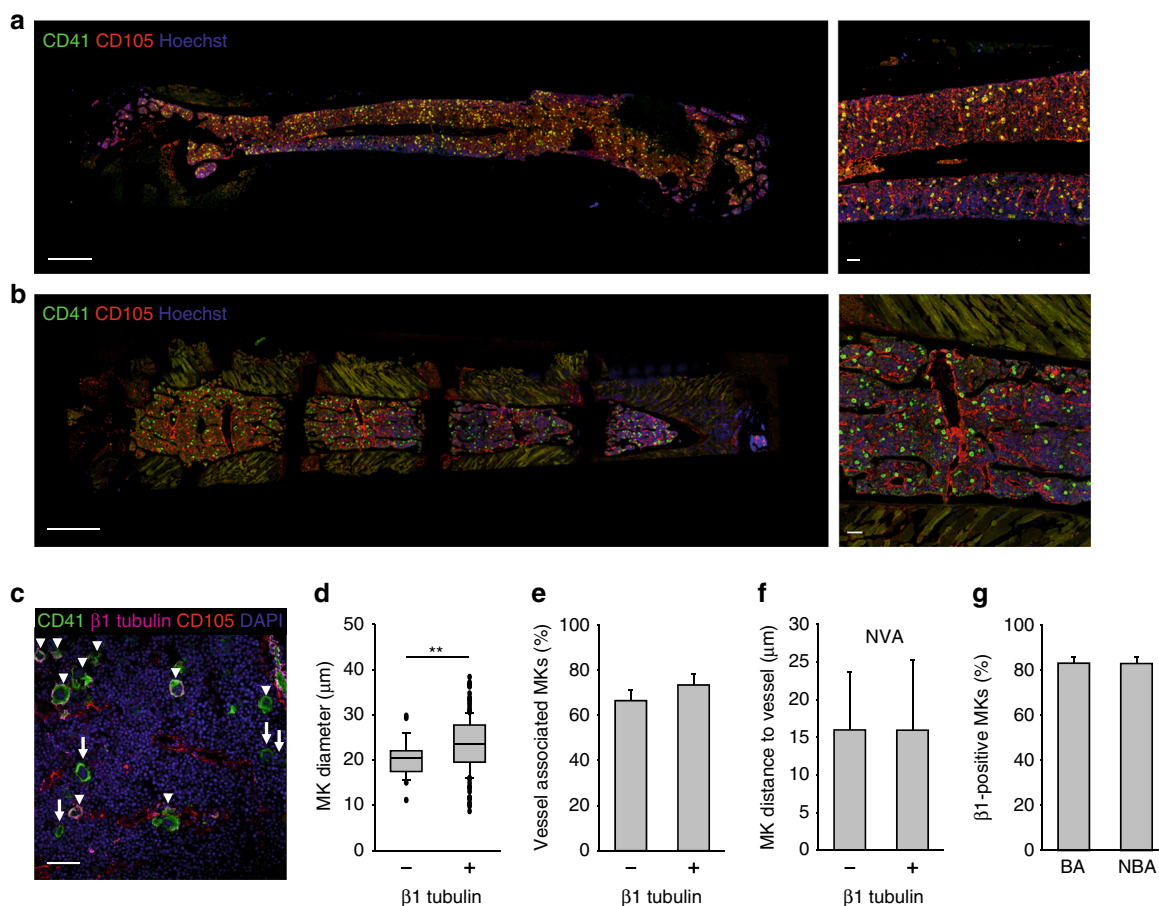 a
CD41 CD105 Hoechst
b
CD41 CD105 Hoechst
c
CD41 β1 tubulin CD105 DAPI
d
MK diameter (μm)
50
40
30
20
10
0
**
– +
β1 tubulin
e
Vessel associated MKs (%)
100
80
60
40
20
0
– +
β1 tubulin
f
MK distance to vessel (μm)
30
25
20
15
10
5
0
NVA
– +
β1 tubulin
g
β1-positive MKs (%)
100
80
60
80
20
0
BA NBA